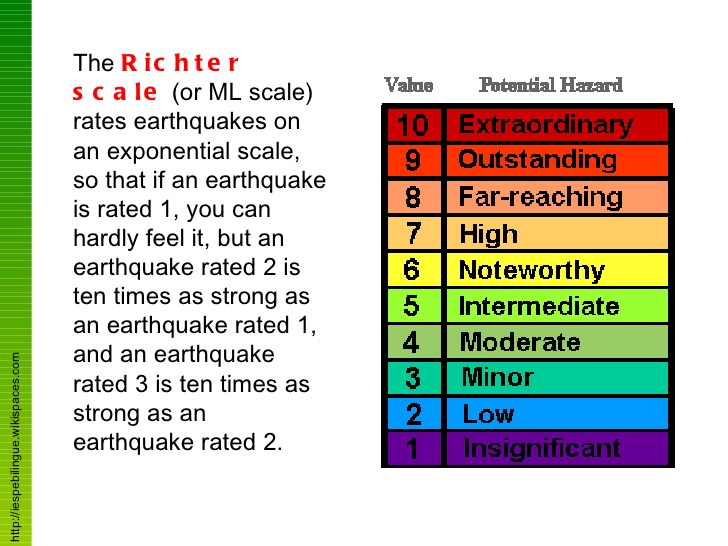 The Richter
scale (or ML scale)
rates earthquakes on
an exponential scale,
so that if an earthquake
is rated 1, you can
hardly feel it, but an
earthquake rated 2 is
ten times as strong as
an earthquake rated 1,
and an earthquake
rated 3 is ten times as
strong as an
earthquake rated 2.
Value Potential Hazard
10 Extraordinary
9 Outstanding
8 Far-reaching
7 High
6 Noteworthy
5 Intermediate
4 Moderate
3 Minor
2 Low
1 Insignificant
http://iespebilingue.wikispaces.com